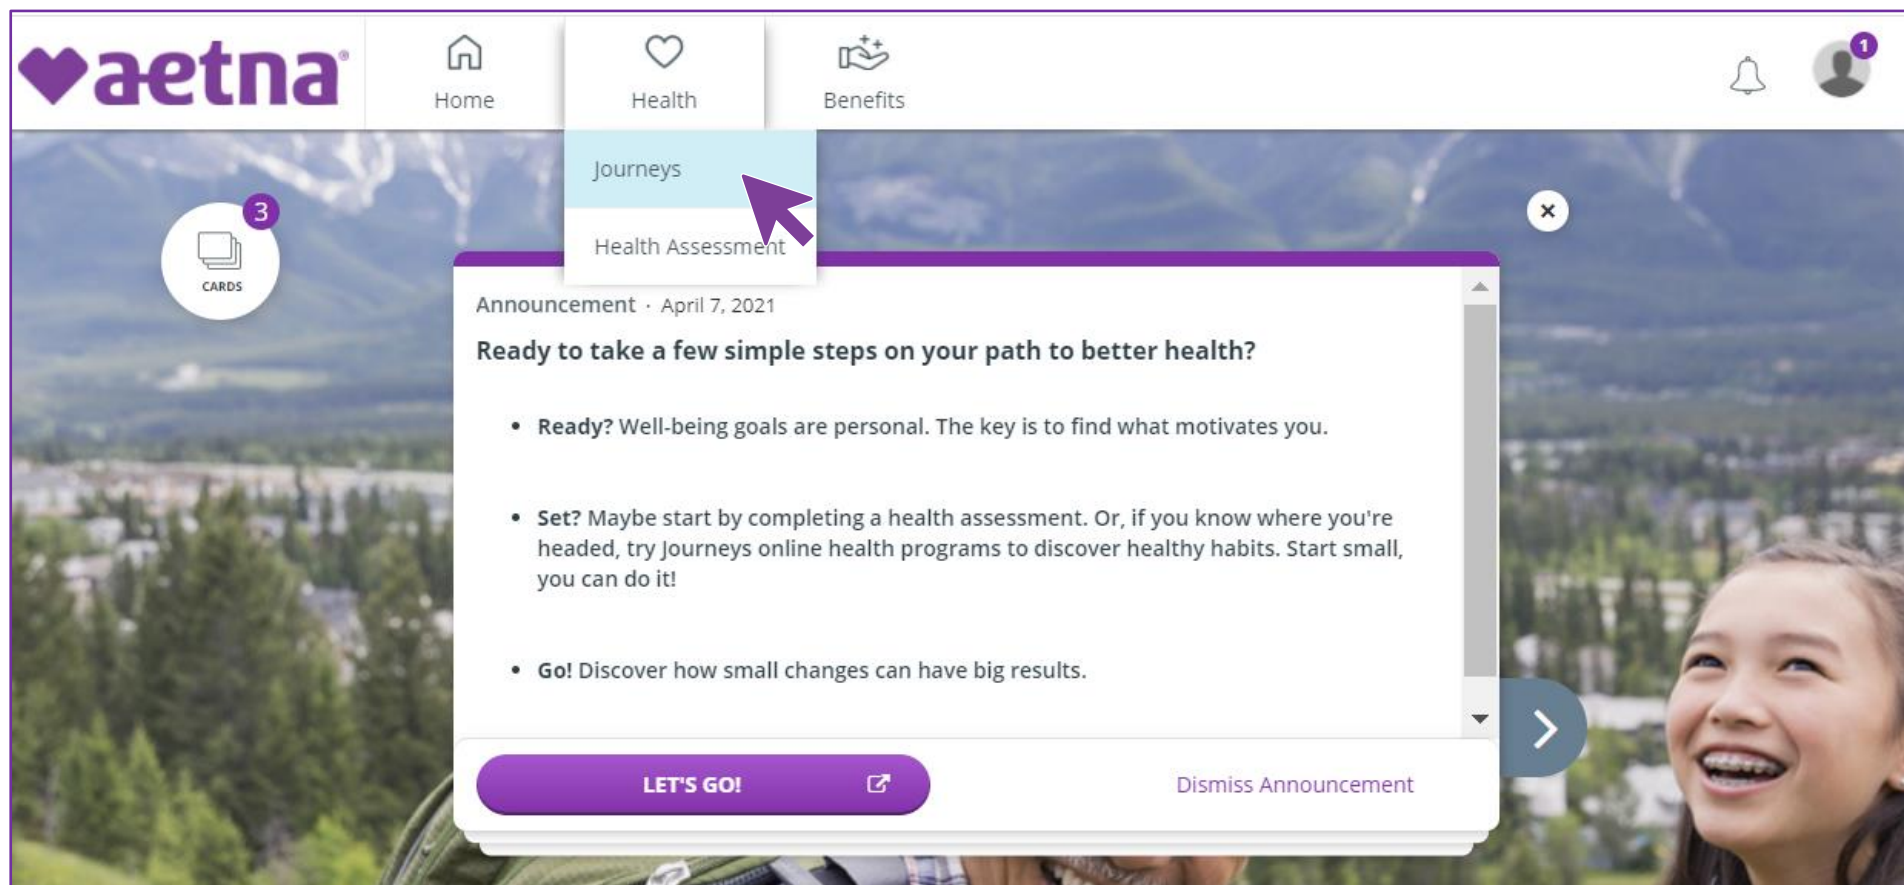 aetna®
Home
Health
Benefits
1
Journeys
Health Assessment
3
CARDS
Announcement · April 7, 2021
Ready to take a few simple steps on your path to better health?
• Ready? Well-being goals are personal. The key is to find what motivates you.
• Set? Maybe start by completing a health assessment. Or, if you know where you're
headed, try Journeys online health programs to discover healthy habits. Start small,
you can do it!
• Go! Discover how small changes can have big results.
LET'S GO!
Dismiss Announcement